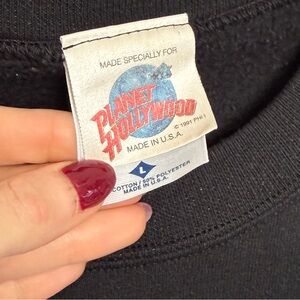 MADE SPECIALLY FOR
PLANET
HOLLYWOOD
© 1991 PHI
MADE IN U.S.A.
L
COTTON / 50% POLYESTER
MADE IN U.S.A.